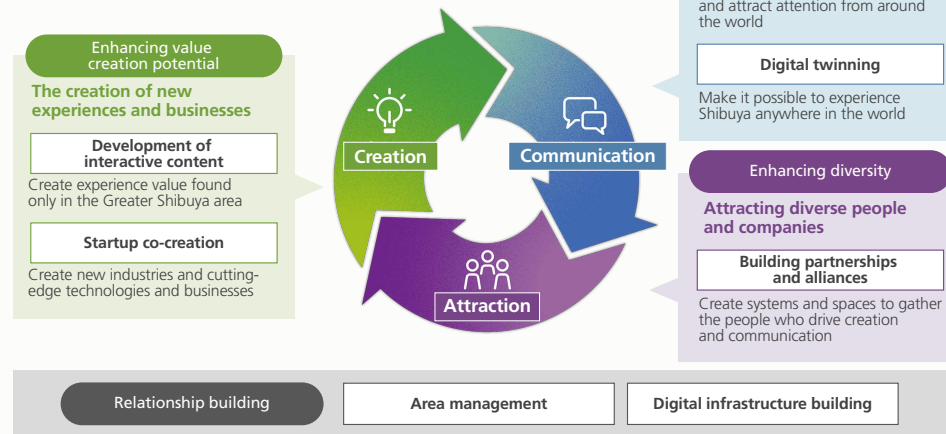 Enhancing value
creation potential
The creation of new
experiences and businesses
Development of
interactive content
Create experience value found
only in the Greater Shibuya area
Startup co-creation
Create new industries and cutting-
edge technologies and businesses
Creation
Communication
Attraction
and attract attention from around
the world
Digital twinning
Make it possible to experience
Shibuya anywhere in the world
Enhancing diversity
Attracting diverse people
and companies
Building partnerships
and alliances
Create systems and spaces to gather
the people who drive creation
and communication
Relationship building
Area management
Digital infrastructure building